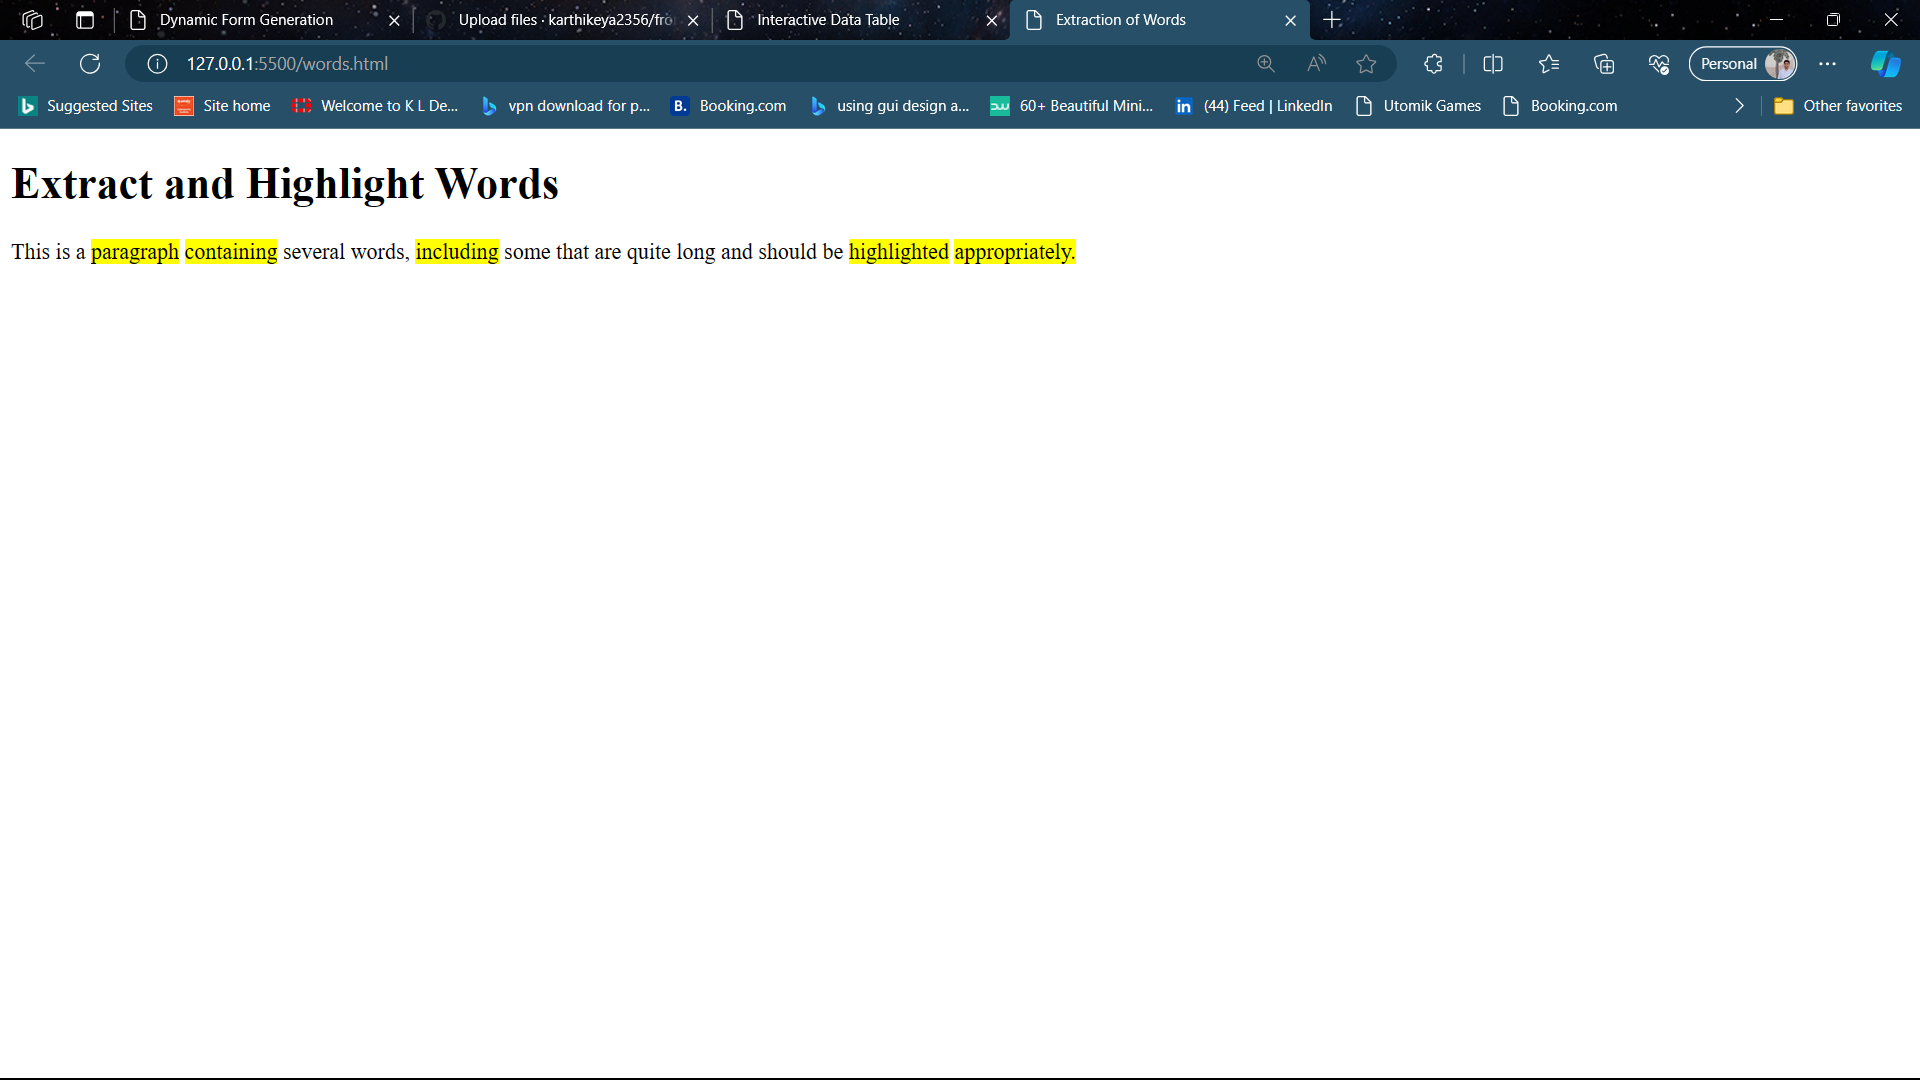 Dynamic Form Generation
Upload files · karthikeya2356/fro
Interactive Data Table
Extraction of Words
127.0.0.1:5500/words.html
Personal
Suggested Sites
Site home
Welcome to K L De...
vpn download for p...
B. Booking.com
using gui design a...
60+ Beautiful Mini...
in (44) Feed | LinkedIn
Utomik Games
Booking.com
Other favorites
Extract and Highlight Words
This is a paragraph containing several words, including some that are quite long and should be highlighted appropriately.